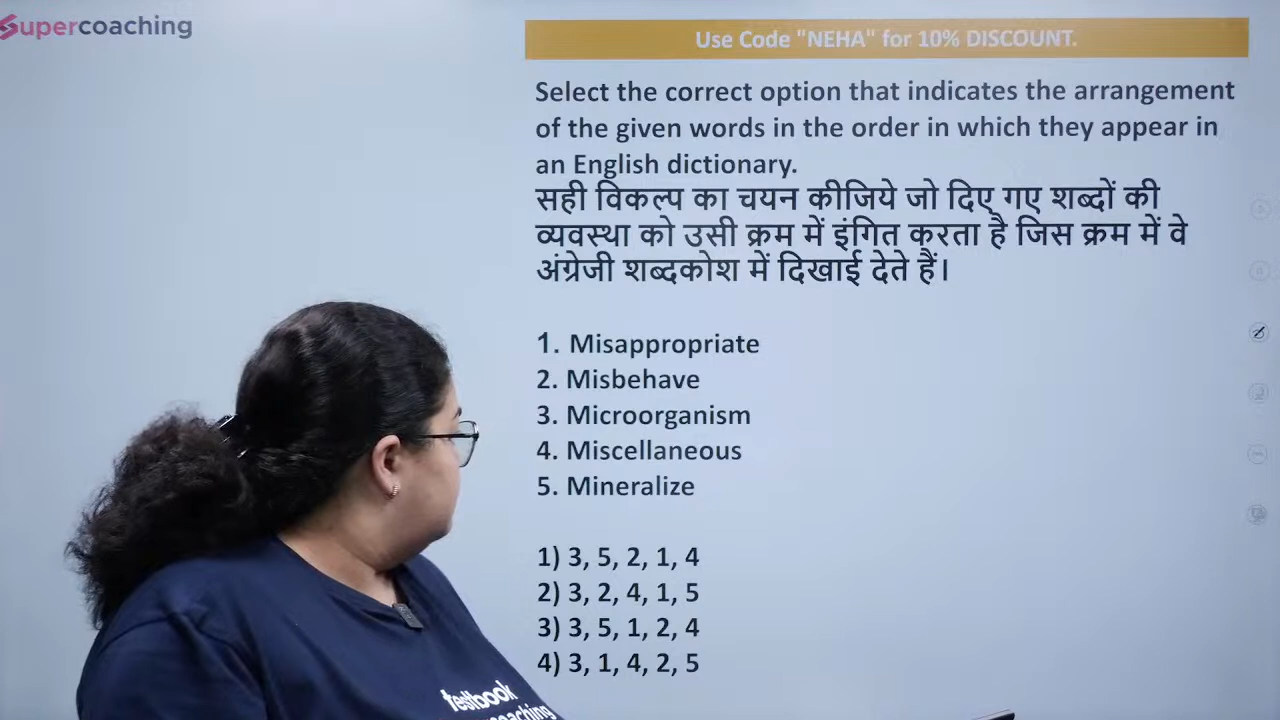 Supercoaching
Use Code "NEHA" for 10% DISCOUNT.
Select the correct option that indicates the arrangement
of the given words in the order in which they appear in
an English dictionary.
सही विकल्प का चयन कीजिये जो दिए गए शब्दों की
व्यवस्था को उसी क्रम में इंगित करता है जिस क्रम में वे
अंग्रेजी शब्दकोश में दिखाई देते हैं।
1. Misappropriate
2. Misbehave
3. Microorganism
4. Miscellaneous
5. Mineralize
1) 3, 5, 2, 1, 4
2) 3, 2, 4, 1, 5
3) 3, 5, 1, 2, 4
4) 3, 1, 4, 2, 5
testbook
coaching